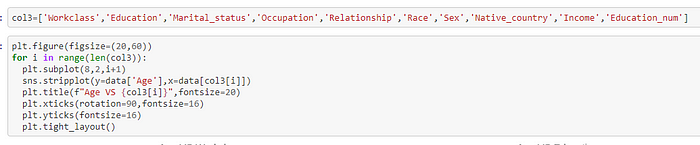 col3=['Workclass','Education','Marital_status','Occupation','Relationship','Race','Sex','Native_country','Income','Education_num']
plt.figure(figsize=(20,60))
for i in range(len(col3)):
  plt.subplot(8,2,i+1)
  sns.stripplot(y=data['Age'],x=data[col3[i]])
  plt.title(f"Age VS {col3[i]}",fontsize=20)
  plt.xticks(rotation=90,fontsize=16)
  plt.yticks(fontsize=16)
  plt.tight_layout()